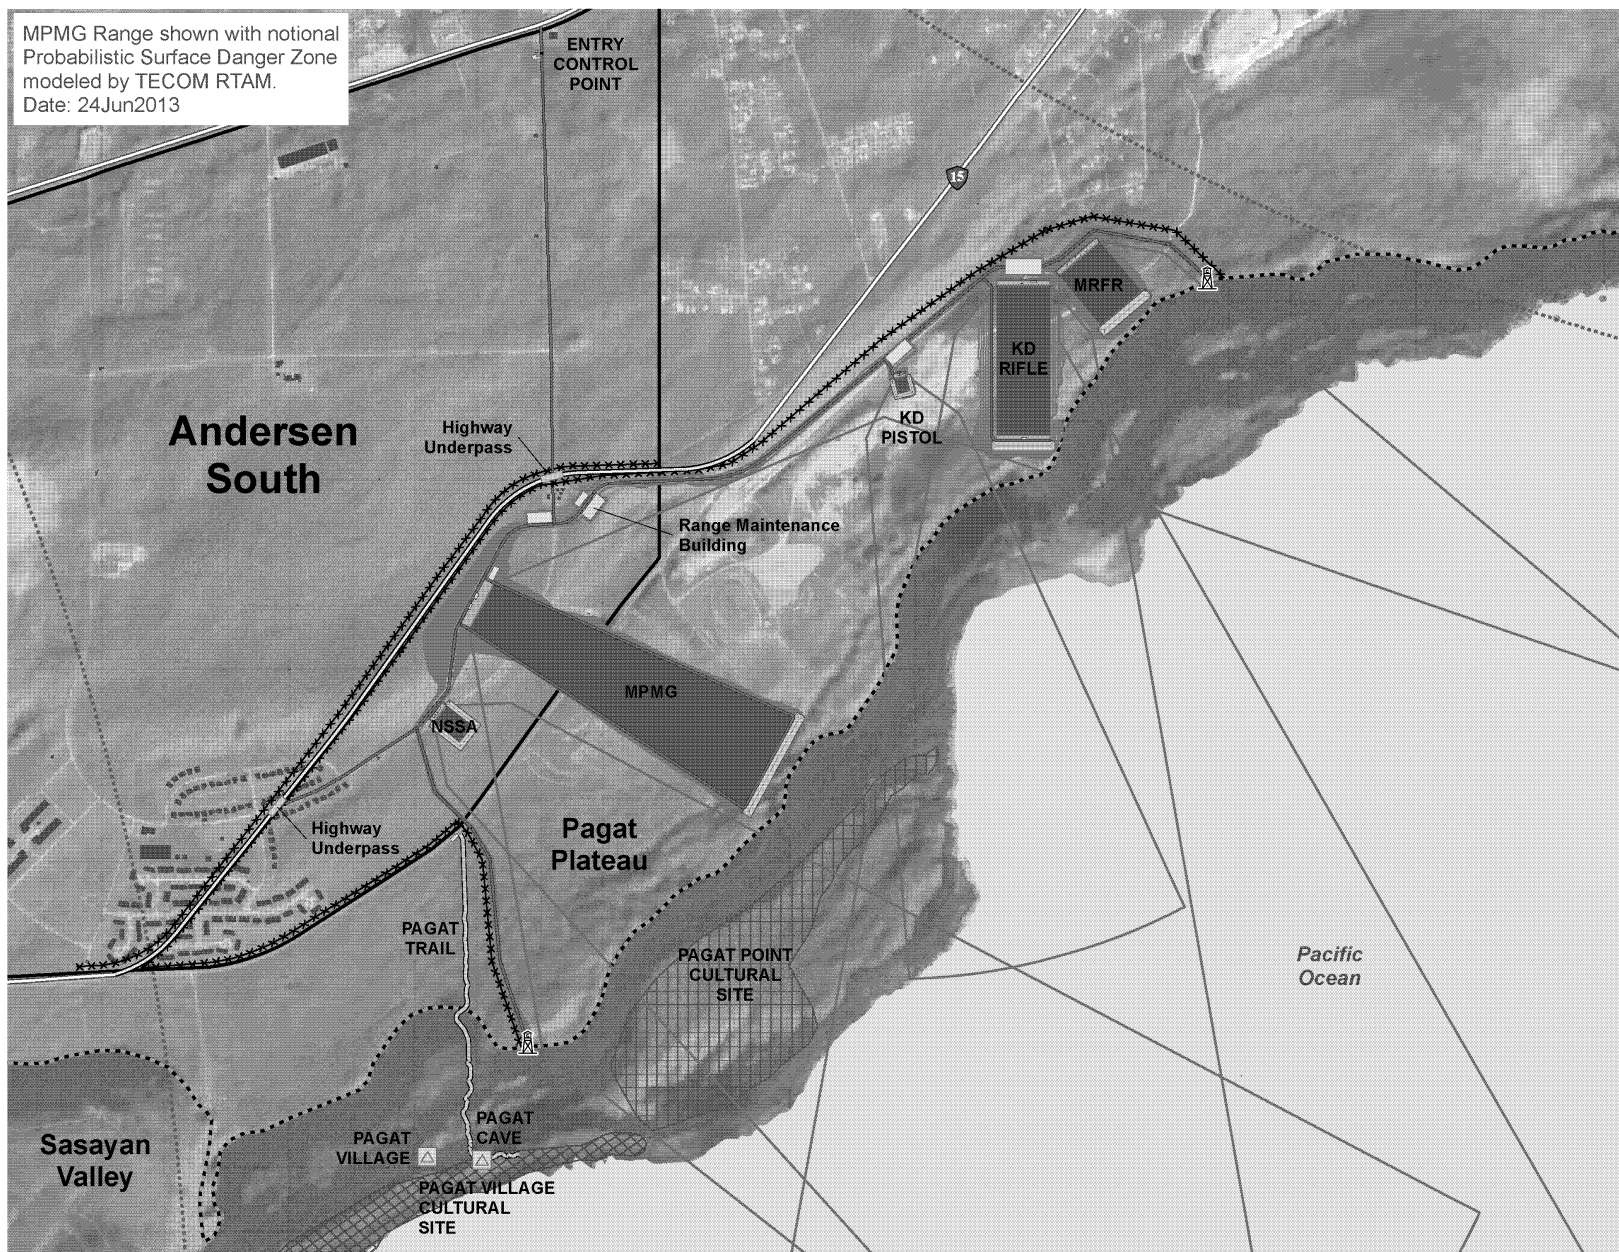 MPMG Range shown with notional
Probabilistic Surface Danger Zone
modeled by TECOM RTAM.
Date: 24Jun2013
ENTRY
CONTROL
POINT
15
MRFR
KD
RIFLE
KD
PISTOL
Andersen
South
Highway
Underpass
Range Maintenance
Building
MPMG
NSSA
Highway
Underpass
Pagat
Plateau
PAGAT
TRAIL
PAGAT POINT
CULTURAL
SITE
Pacific
Ocean
Sasayan
Valley
PAGAT
VILLAGE
PAGAT
CAVE
PAGAT VILLAGE
CULTURAL
SITE